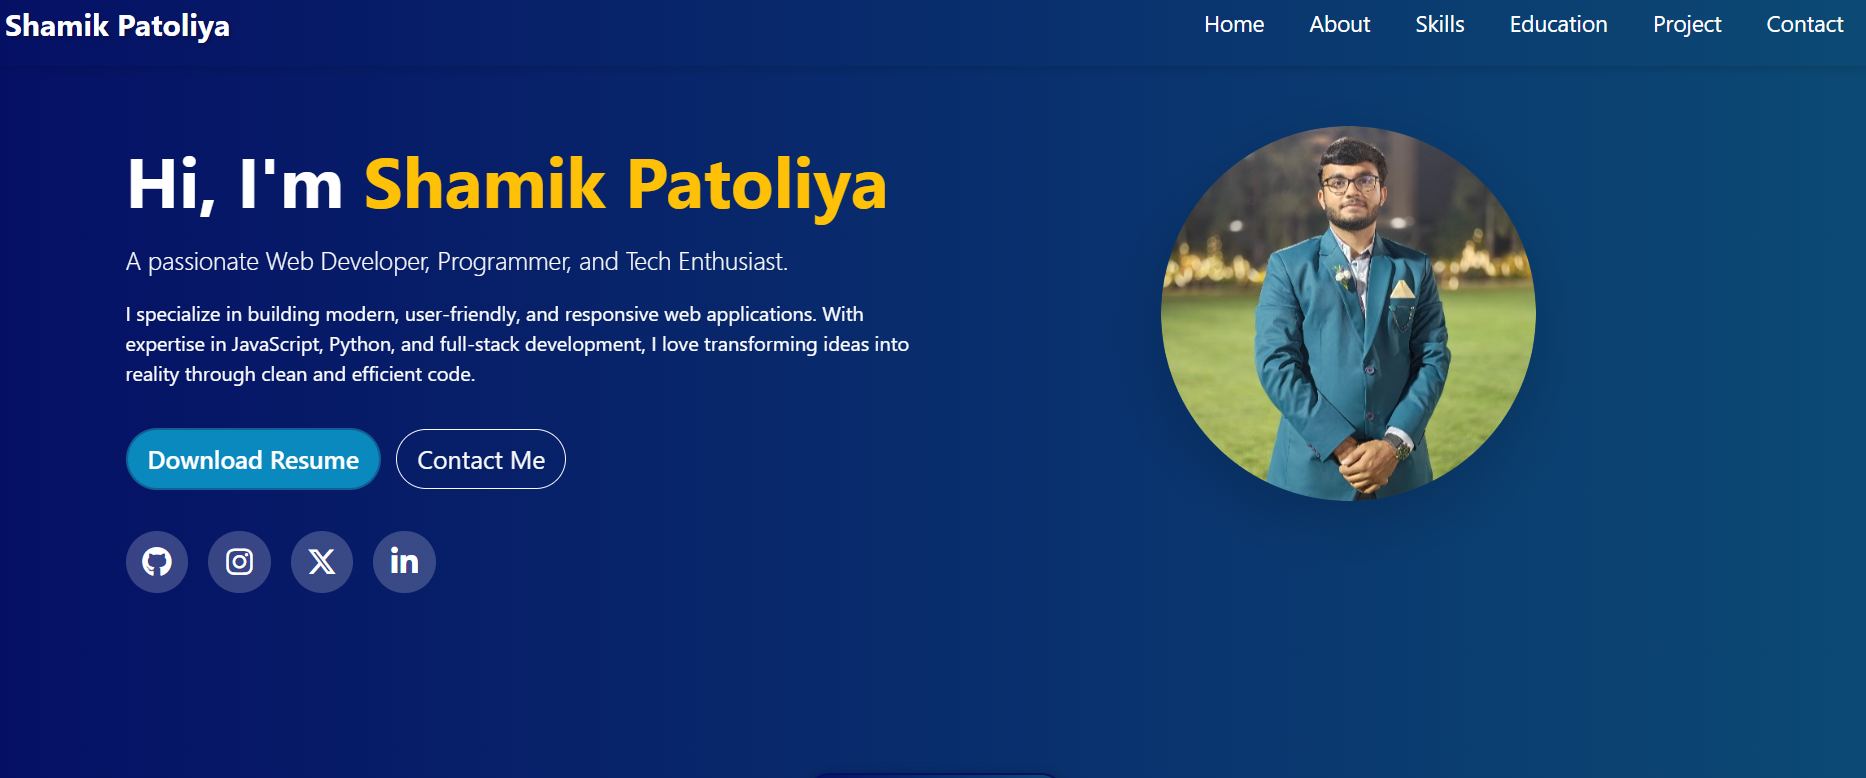 Shamik Patoliya
Home About Skills Education Project Contact
Hi, I'm Shamik Patoliya
A passionate Web Developer, Programmer, and Tech Enthusiast.
I specialize in building modern, user-friendly, and responsive web applications. With
expertise in JavaScript, Python, and full-stack development, I love transforming ideas into
reality through clean and efficient code.
Download Resume Contact Me